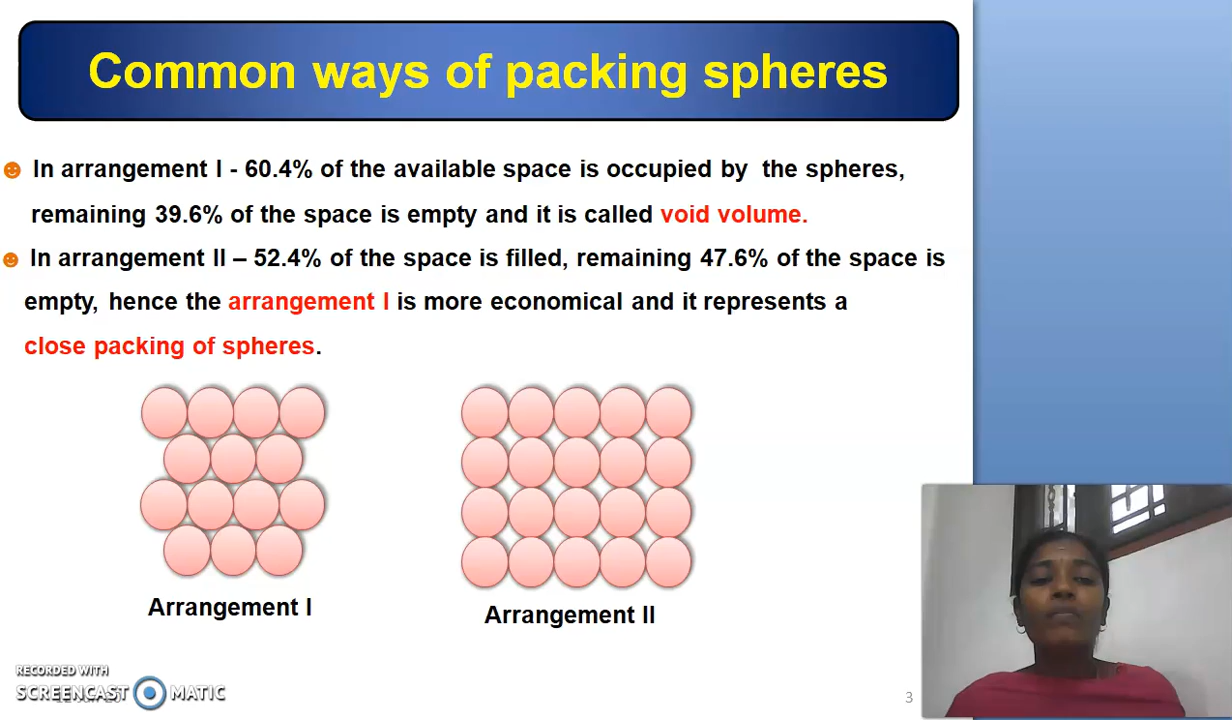 Common ways of packing spheres
In arrangement I - 60.4% of the available space is occupied by the spheres,
remaining 39.6% of the space is empty and it is called void volume.
In arrangement II – 52.4% of the space is filled, remaining 47.6% of the space is
empty, hence the arrangement I is more economical and it represents a
close packing of spheres.
Arrangement I
Arrangement II
RECORDED WITH
SCREENCAST MATIC
3